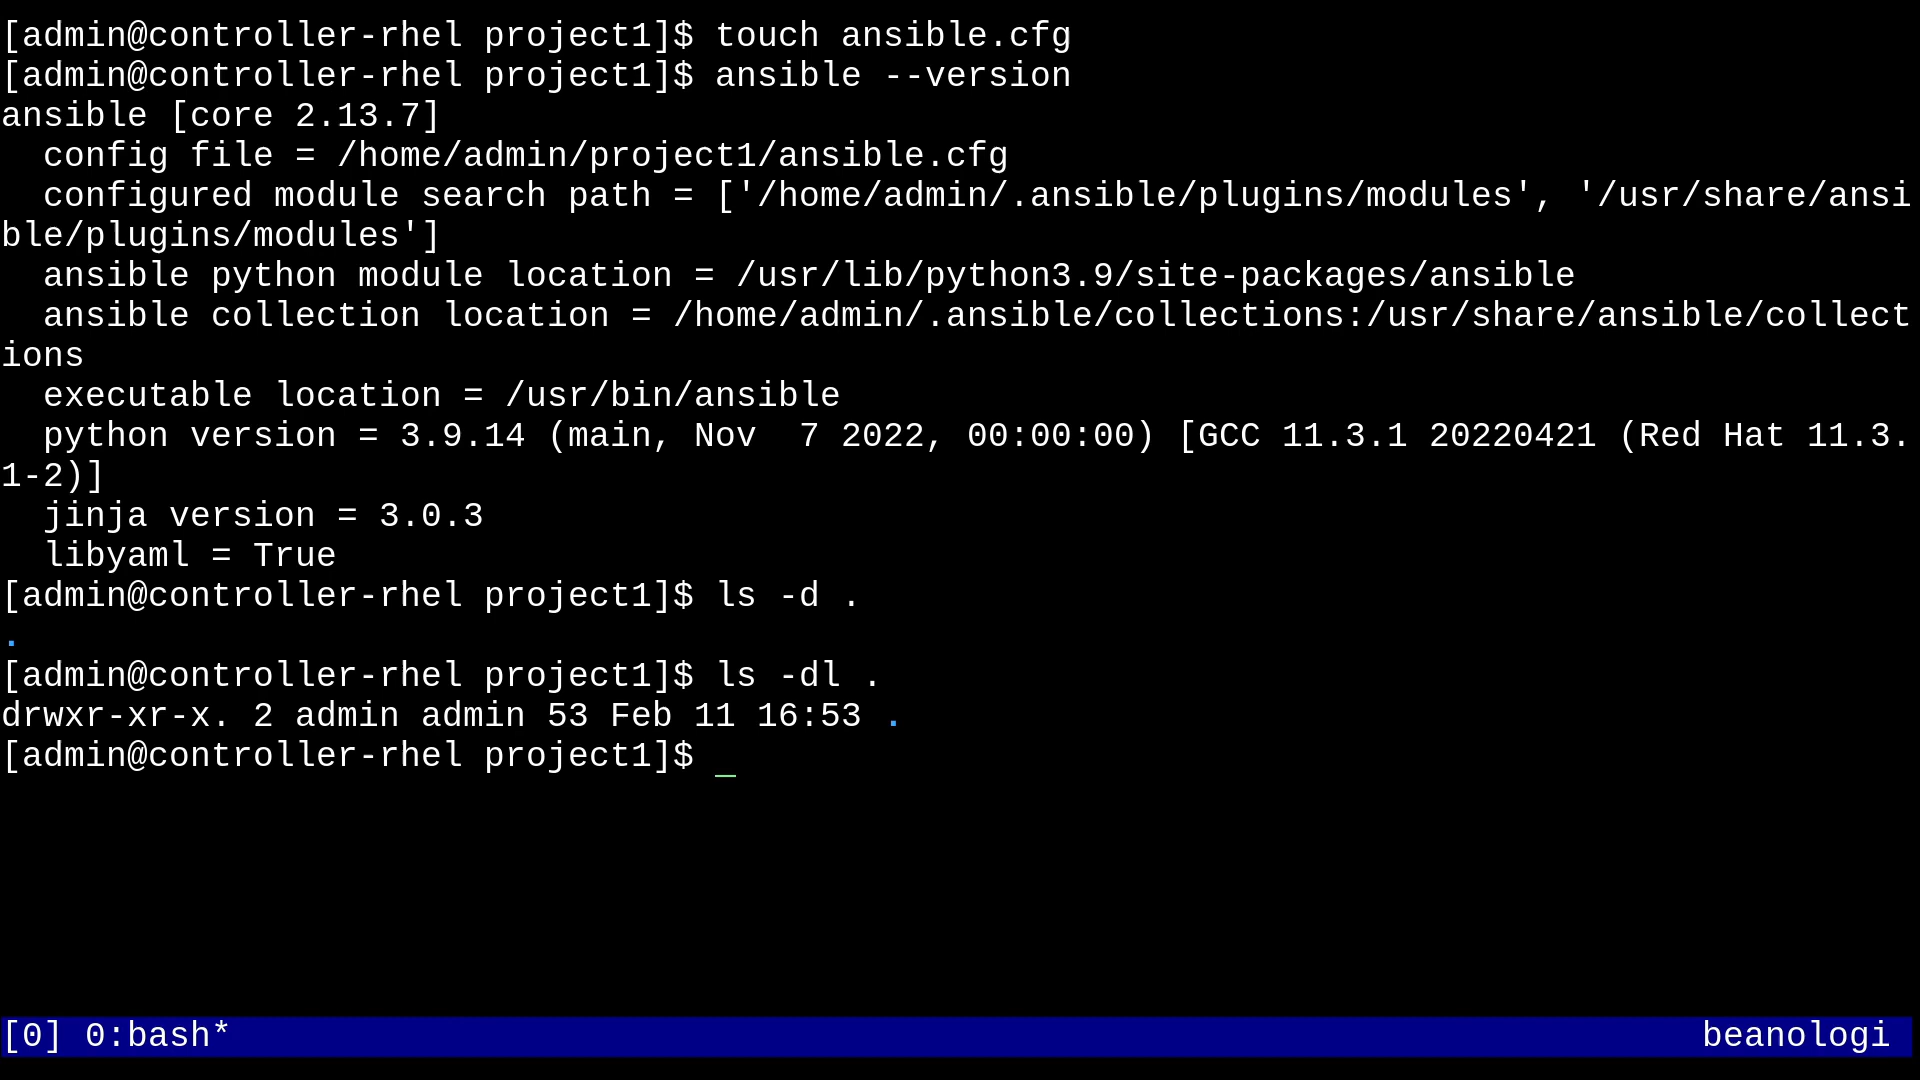 [admin@controller-rhel project1]$ touch ansible.cfg
[admin@controller-rhel project1]$ ansible --version
ansible [core 2.13.7]
  config file = /home/admin/project1/ansible.cfg
  configured module search path = ['/home/admin/.ansible/plugins/modules', '/usr/share/ansi
ble/plugins/modules']
  ansible python module location = /usr/lib/python3.9/site-packages/ansible
  ansible collection location = /home/admin/.ansible/collections:/usr/share/ansible/collect
ions
  executable location = /usr/bin/ansible
  python version = 3.9.14 (main, Nov  7 2022, 00:00:00) [GCC 11.3.1 20220421 (Red Hat 11.3.
1-2)]
  jinja version = 3.0.3
  libyaml = True
[admin@controller-rhel project1]$ ls -d .
.
[admin@controller-rhel project1]$ ls -dl .
drwxr-xr-x. 2 admin admin 53 Feb 11 16:53 .
[admin@controller-rhel project1]$ _
[0] 0:bash* beanologi